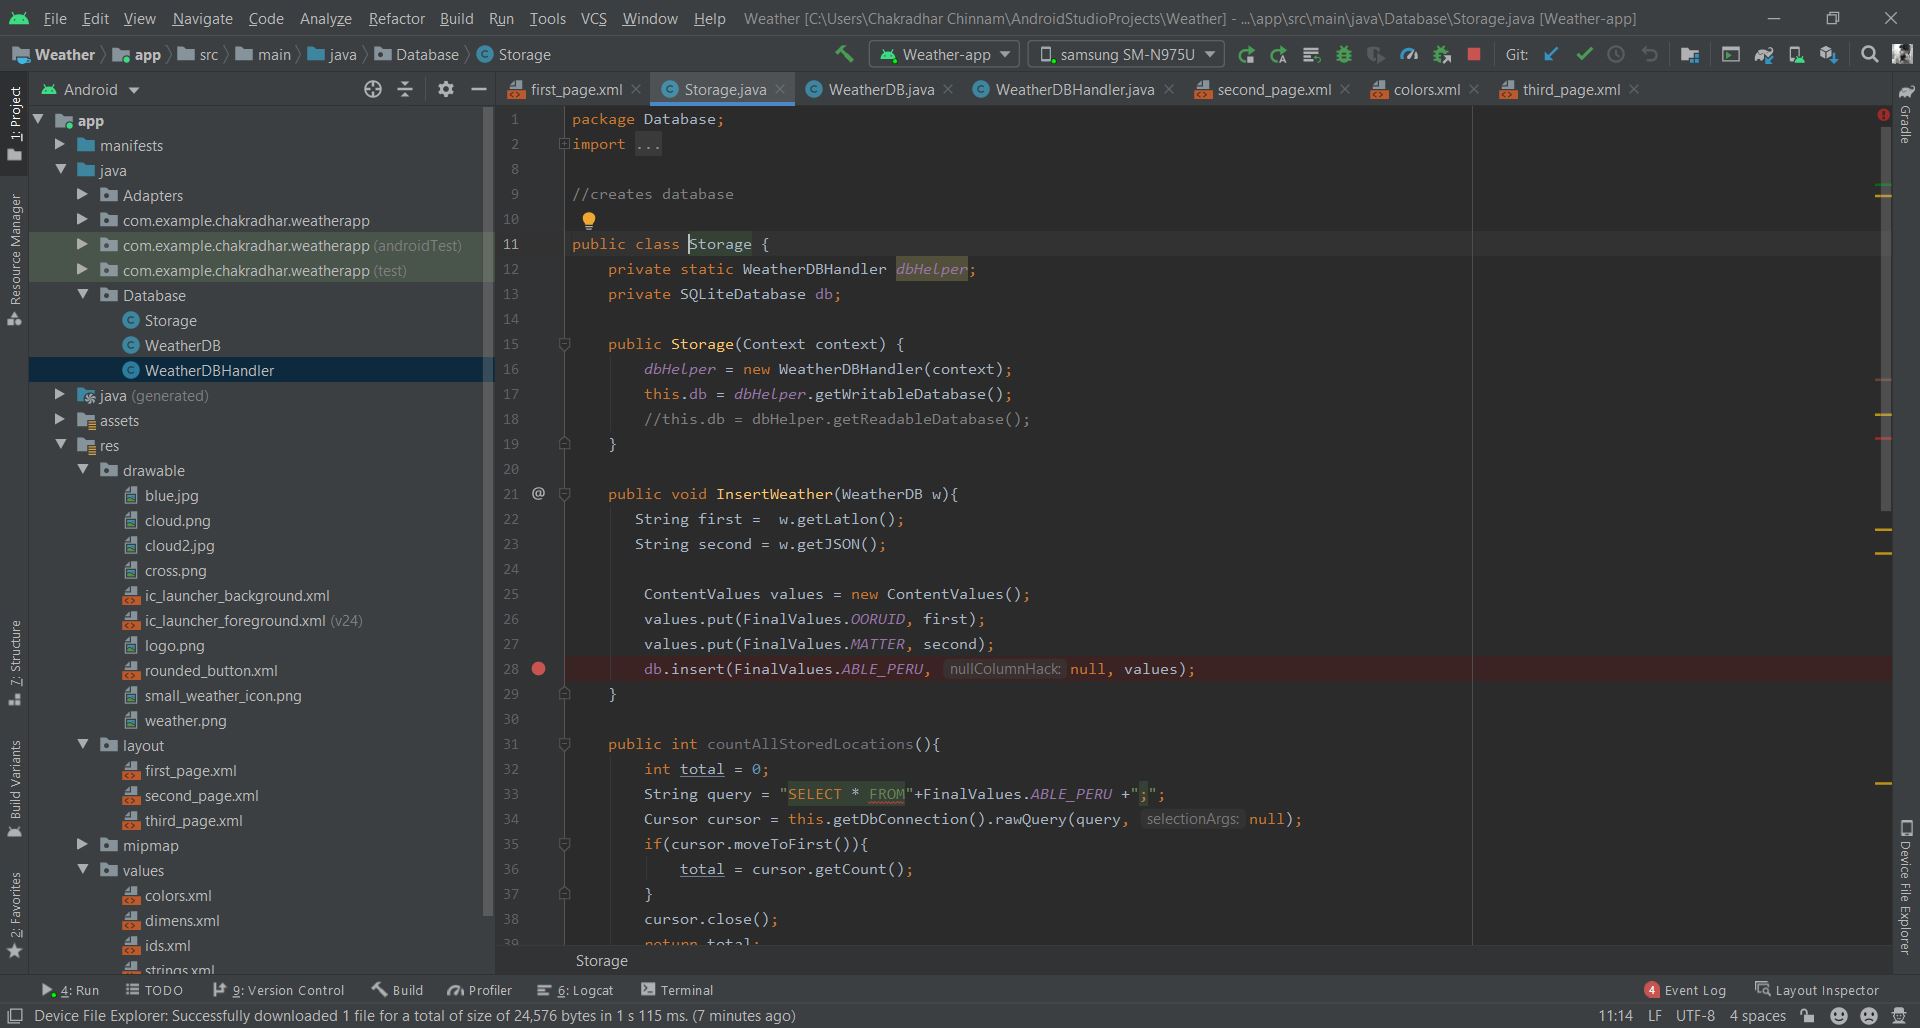 File Edit View Navigate Code Analyze Refactor Build Run Tools VCS Window Help Weather [C:\Users\Chakradhar Chinnam\AndroidStudioProjects\Weather] - ...\app\src\main\java\Database\Storage.java [Weather-app]
Weather app src main java Database Storage Weather-app samsung SM-N975U Git:
Android
first_page.xml Storage.java WeatherDB.java WeatherDBHandler.java second_page.xml colors.xml third_page.xml
1: Project
Resource Manager
7: Structure
Build Variants
2: Favorites
app
manifests
java
Adapters
com.example.chakradhar.weatherapp
com.example.chakradhar.weatherapp (androidTest)
com.example.chakradhar.weatherapp (test)
Database
Storage
WeatherDB
WeatherDBHandler
java (generated)
assets
res
drawable
blue.jpg
cloud.png
cloud2.jpg
cross.png
ic_launcher_background.xml
ic_launcher_foreground.xml (v24)
logo.png
rounded_button.xml
small_weather_icon.png
weather.png
layout
first_page.xml
second_page.xml
third_page.xml
mipmap
values
colors.xml
dimens.xml
ids.xml
strings.xml
1 package Database;
2 import ...
8
9 //creates database
10
11 public class Storage {
12 private static WeatherDBHandler dbHelper;
13 private SQLiteDatabase db;
14
15 public Storage(Context context) {
16 dbHelper = new WeatherDBHandler(context);
17 this.db = dbHelper.getWritableDatabase();
18 //this.db = dbHelper.getReadableDatabase();
19 }
20
21 @ public void InsertWeather(WeatherDB w){
22 String first =  w.getLatlon();
23 String second = w.getJSON();
24
25 ContentValues values = new ContentValues();
26 values.put(FinalValues.OORUID, first);
27 values.put(FinalValues.MATTER, second);
28 db.insert(FinalValues.ABLE_PERU, nullColumnHack: null, values);
29 }
30
31 public int countAllStoredLocations(){
32 int total = 0;
33 String query = "SELECT * FROM"+FinalValues.ABLE_PERU +";";
34 Cursor cursor = this.getDbConnection().rawQuery(query, selectionArgs: null);
35 if(cursor.moveToFirst()){
36 total = cursor.getCount();
37 }
38 cursor.close();
39 return total;
Storage
Gradle
Device File Explorer
4: Run TODO 9: Version Control Build Profiler 6: Logcat Terminal 4 Event Log Layout Inspector
Device File Explorer: Successfully downloaded 1 file for a total of size of 24,576 bytes in 1 s 115 ms. (7 minutes ago) 11:14 LF UTF-8 4 spaces